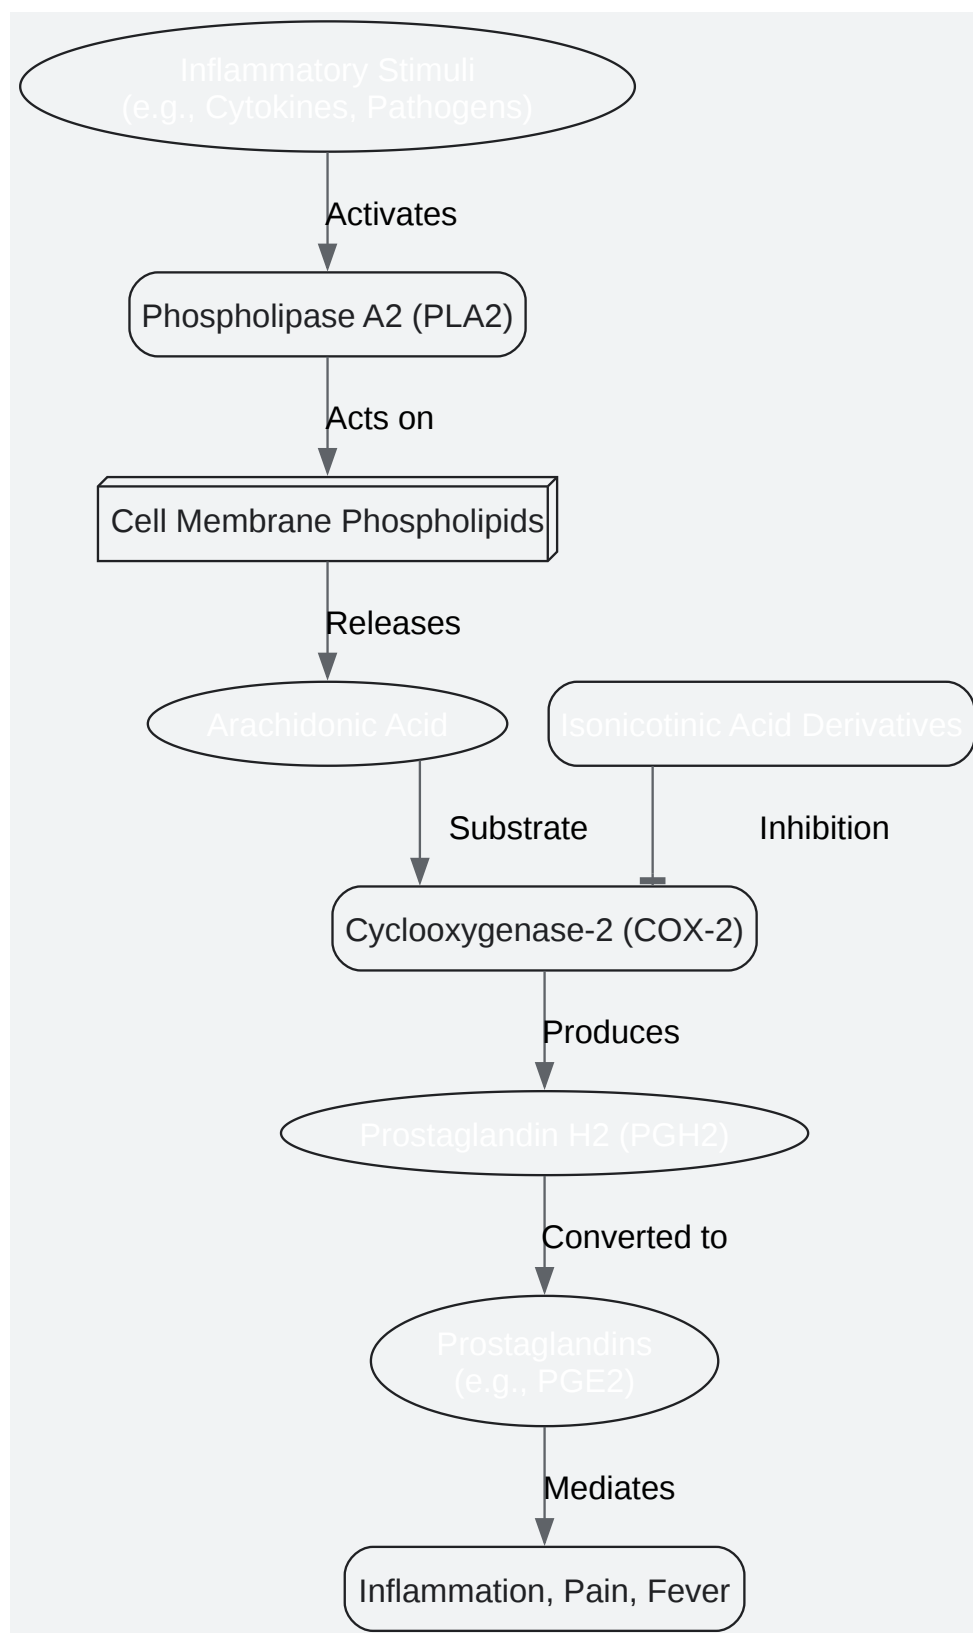 Inflammatory Stimuli
(e.g., Cytokines, Pathogens)
Activates
Phospholipase A2 (PLA2)
Acts on
Cell Membrane Phospholipids
Releases
Arachidonic Acid
Isonicotinic Acid Derivatives
Substrate
Inhibition
Cyclooxygenase-2 (COX-2)
Produces
Prostaglandin H2 (PGH2)
Converted to
Prostaglandins
(e.g., PGE2)
Mediates
Inflammation, Pain, Fever